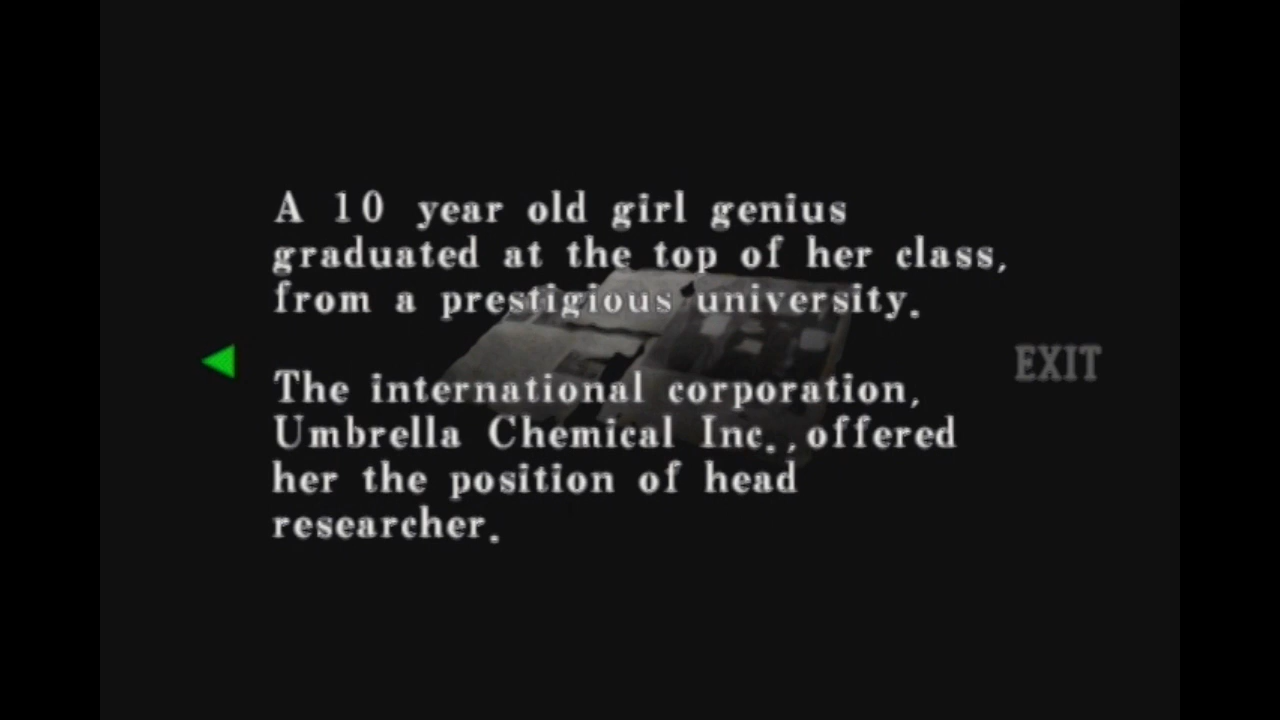 A 10 year old girl genius
graduated at the top of her class,
from a prestigious university.
The international corporation,
Umbrella Chemical Inc.,offered
her the position of head
researcher.
EXIT